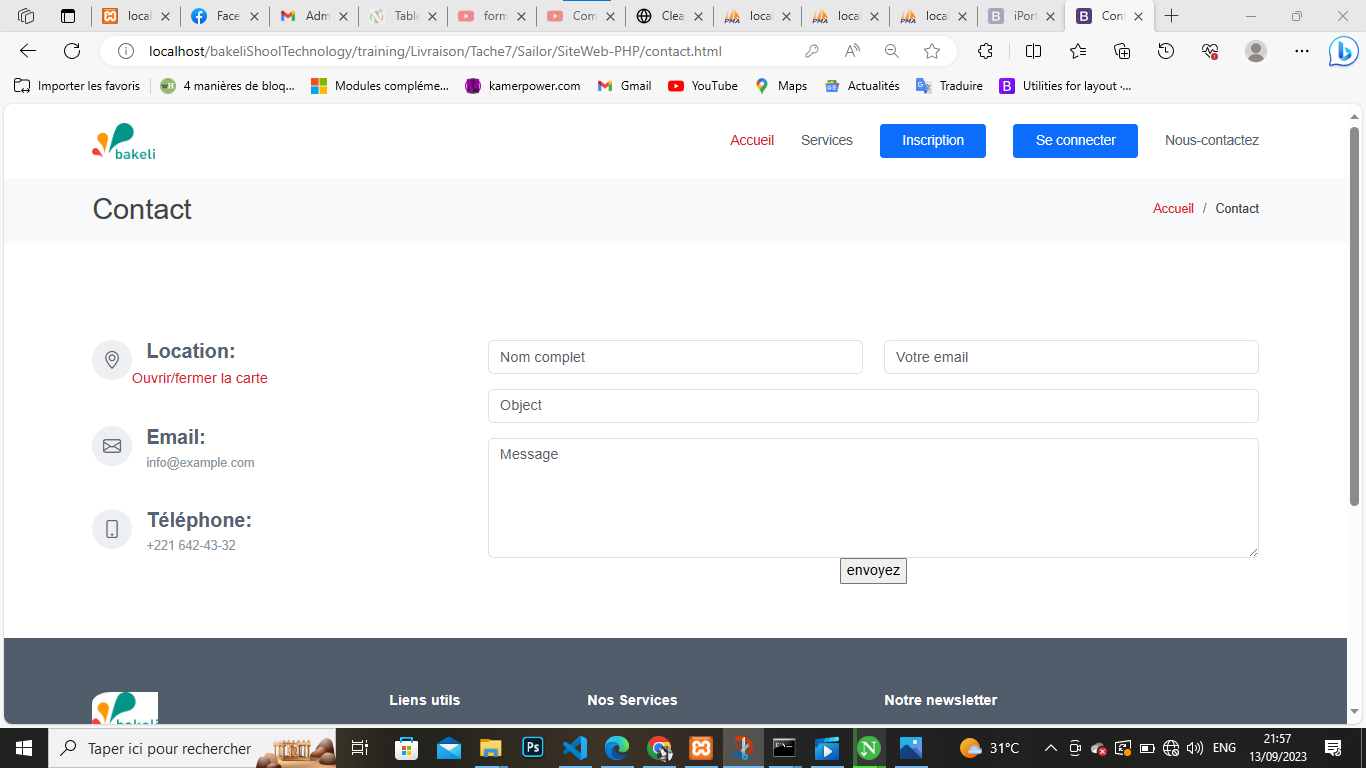 locall
Face
Adm
Table
form
Com
Clea
local
local
local
iPort
Cont
localhost/bakeliShoolTechnology/training/Livraison/Tache7/Sailor/SiteWeb-PHP/contact.html
Importer les favoris
4 manières de bloq...
Modules compléme...
kamerpower.com
Gmail
YouTube
Maps
Actualités
Traduire
Utilities for layout ·...
bakeli
Accueil
Services
Inscription
Se connecter
Nous-contactez
Contact
Accueil / Contact
Location:
Ouvrir/fermer la carte
Email:
info@example.com
Téléphone:
+221 642-43-32
Nom complet
Votre email
Object
Message
envoyez
bakeli
Liens utils
Nos Services
Notre newsletter
Taper ici pour rechercher
31°C
ENG
21:57
13/09/2023